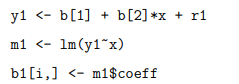 y1 <- b[1] + b[2]*x + r1
m1 <- lm(y1~x)
b1[i,] <- m1$coeff